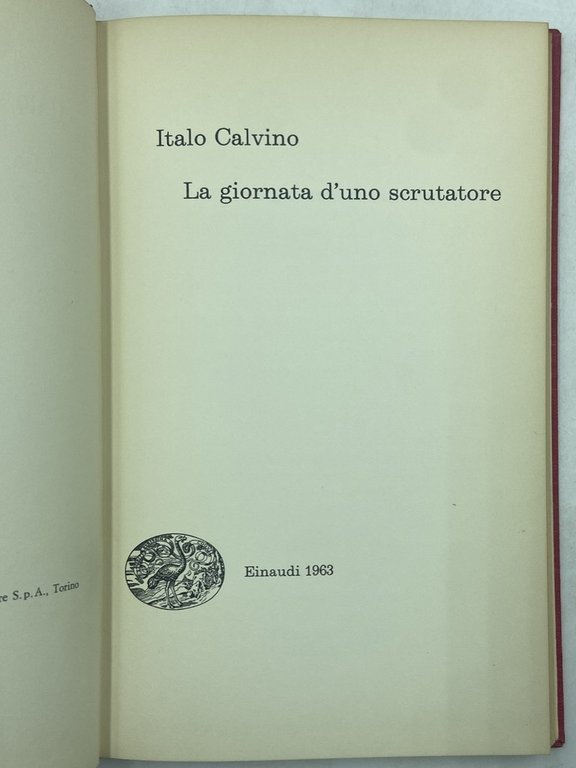 Italo Calvino
La giornata d'uno scrutatore
Einaudi 1963
re S.p.A., Torino